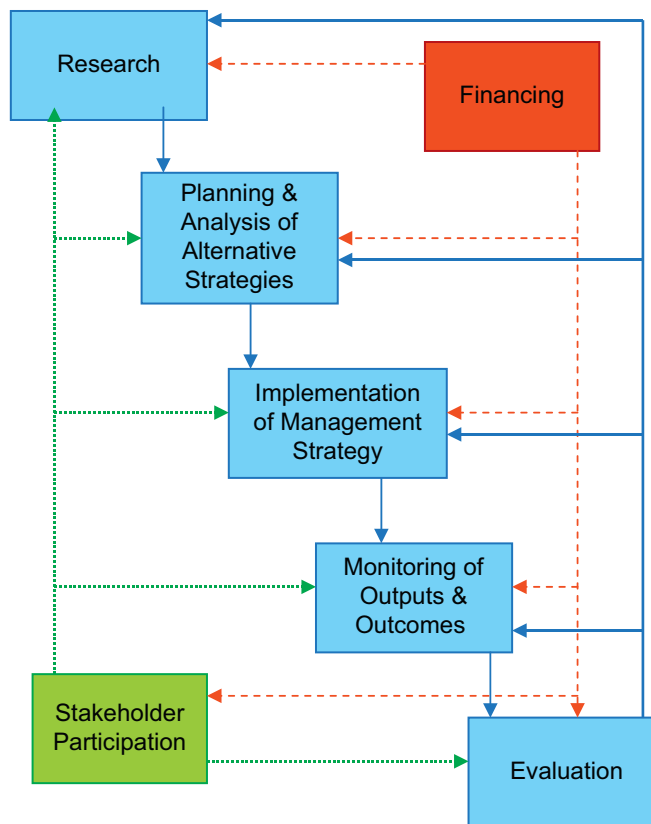 Research
Financing
Planning &
Analysis of
Alternative
Strategies
Implementation
of Management
Strategy
Monitoring of
Outputs &
Outcomes
Stakeholder
Participation
Evaluation